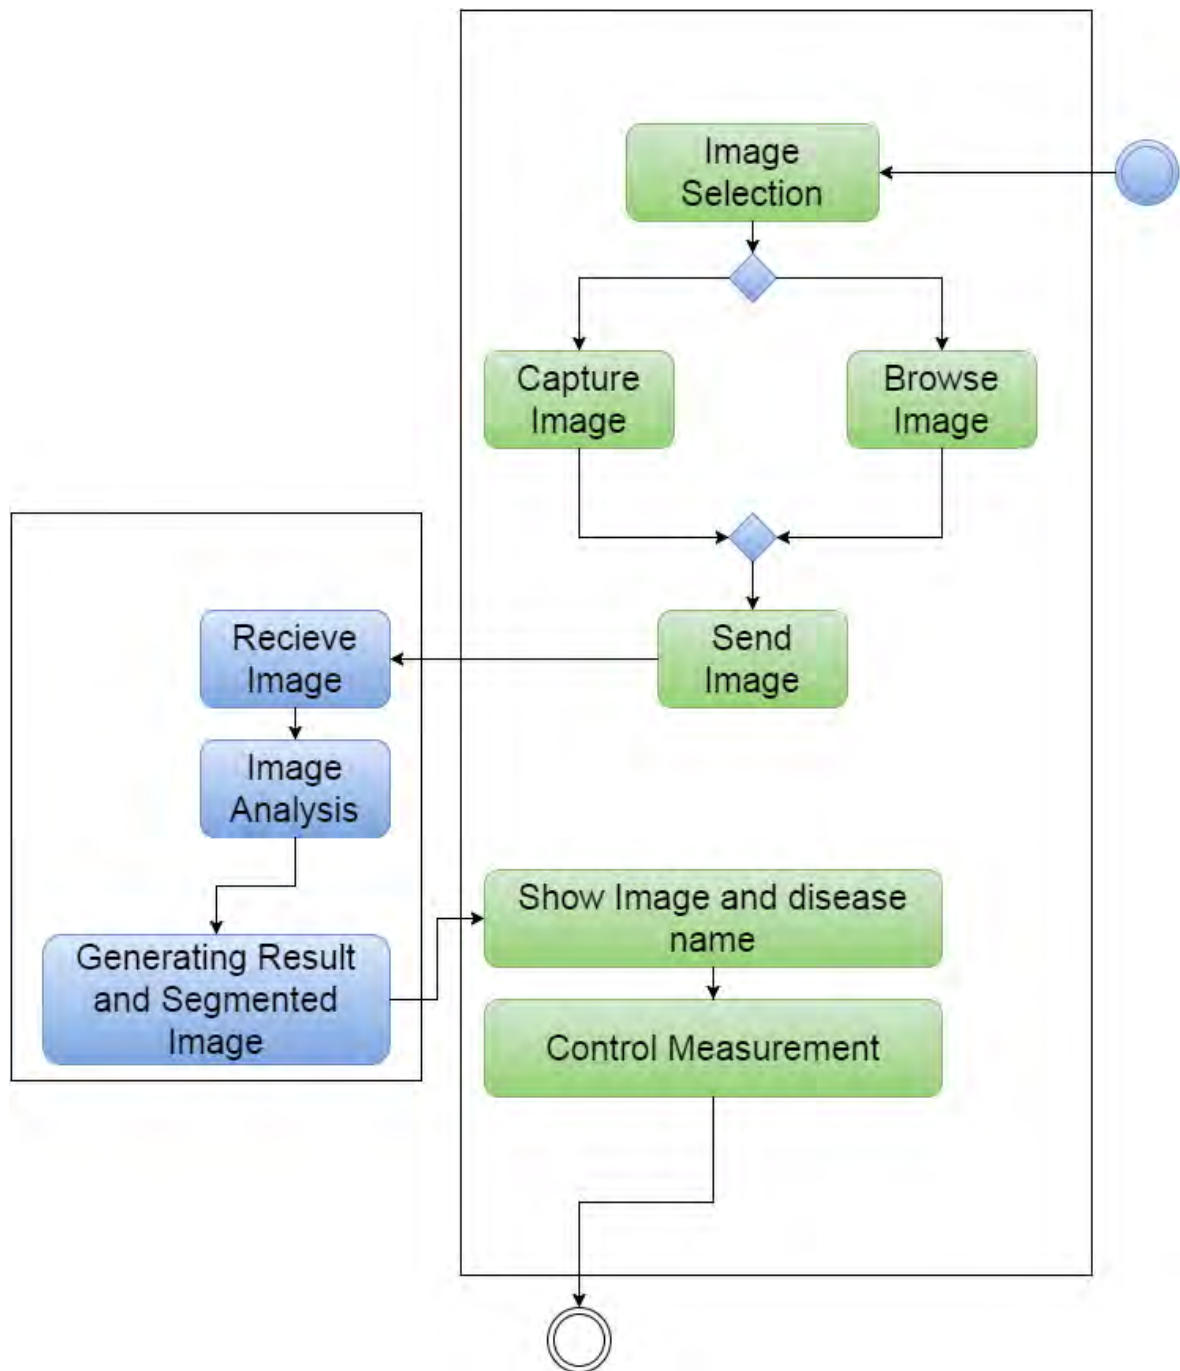 Image
Selection
Capture
Image
Browse
Image
Send
Image
Recieve
Image
Image
Analysis
Generating Result
and Segmented
Image
Show Image and disease
name
Control Measurement